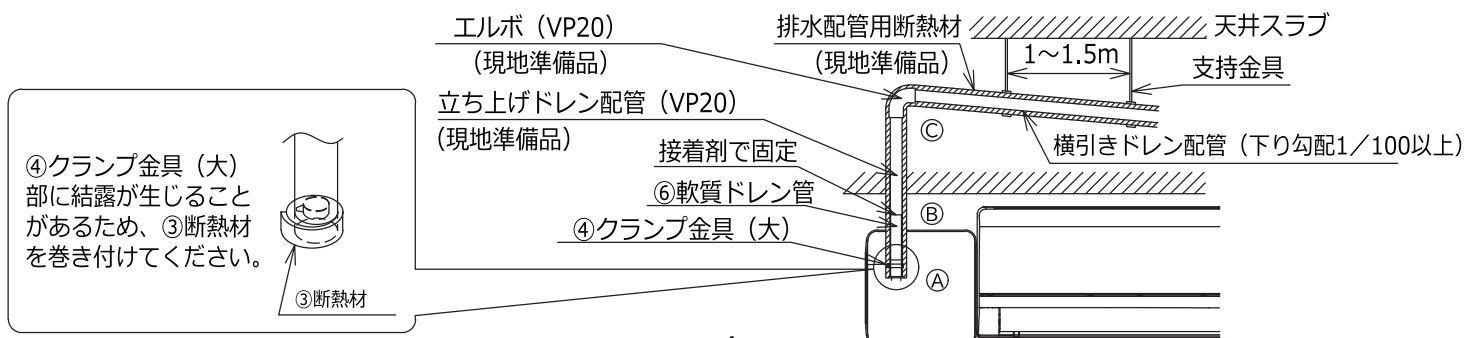 エルボ（VP20）
（現地準備品）
排水配管用断熱材
（現地準備品）
天井スラブ
1～1.5m
支持金具
立ち上げドレン配管（VP20）
（現地準備品）
Ⓒ
横引きドレン配管（下り勾配1／100以上）
接着剤で固定
⑥軟質ドレン管
Ⓑ
④クランプ金具（大）
Ⓐ
④クランプ金具（大）
部に結露が生じること
があるため、③断熱材
を巻き付けてください。
③断熱材